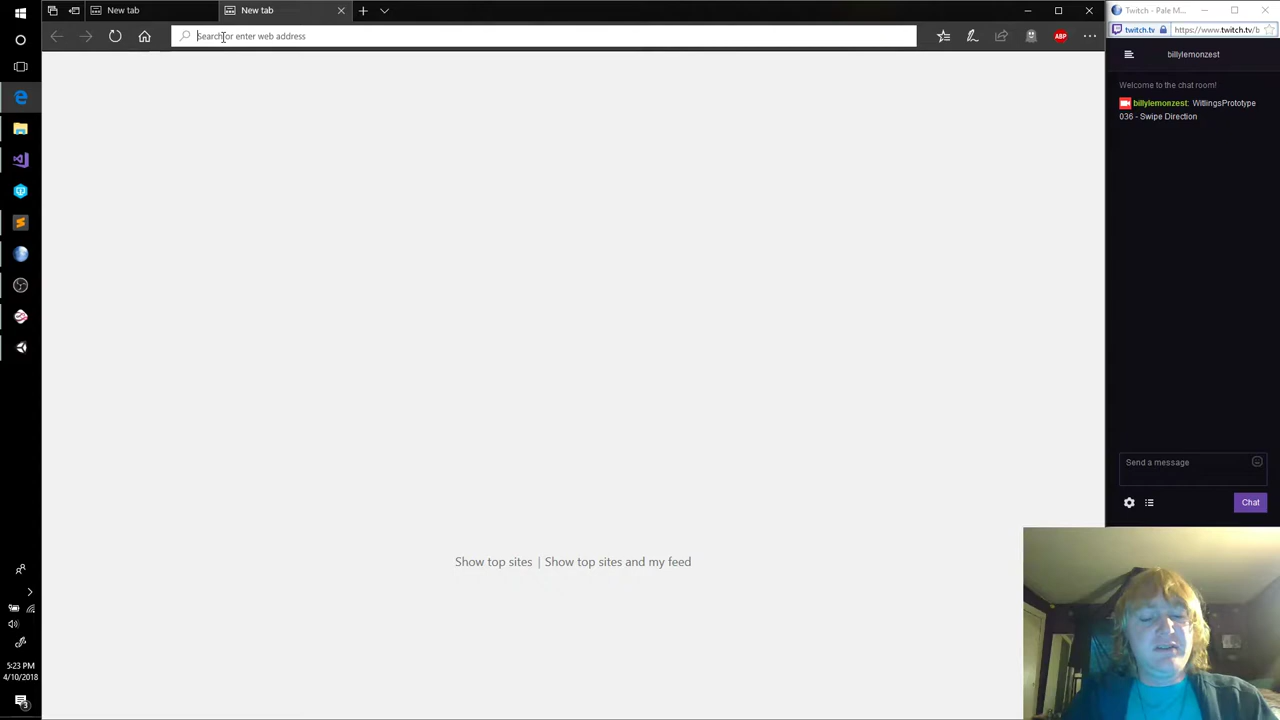 New tab
New tab
Search or enter web address
ABP
Show top sites | Show top sites and my feed
5:23 PM
4/10/2018
3
Twitch - Pale M...
twitch.tv
https://www.twitch.tv/b
billylemonzest
Welcome to the chat room!
billylemonzest: WitlingsPrototype
036 - Swipe Direction
Send a message
Chat